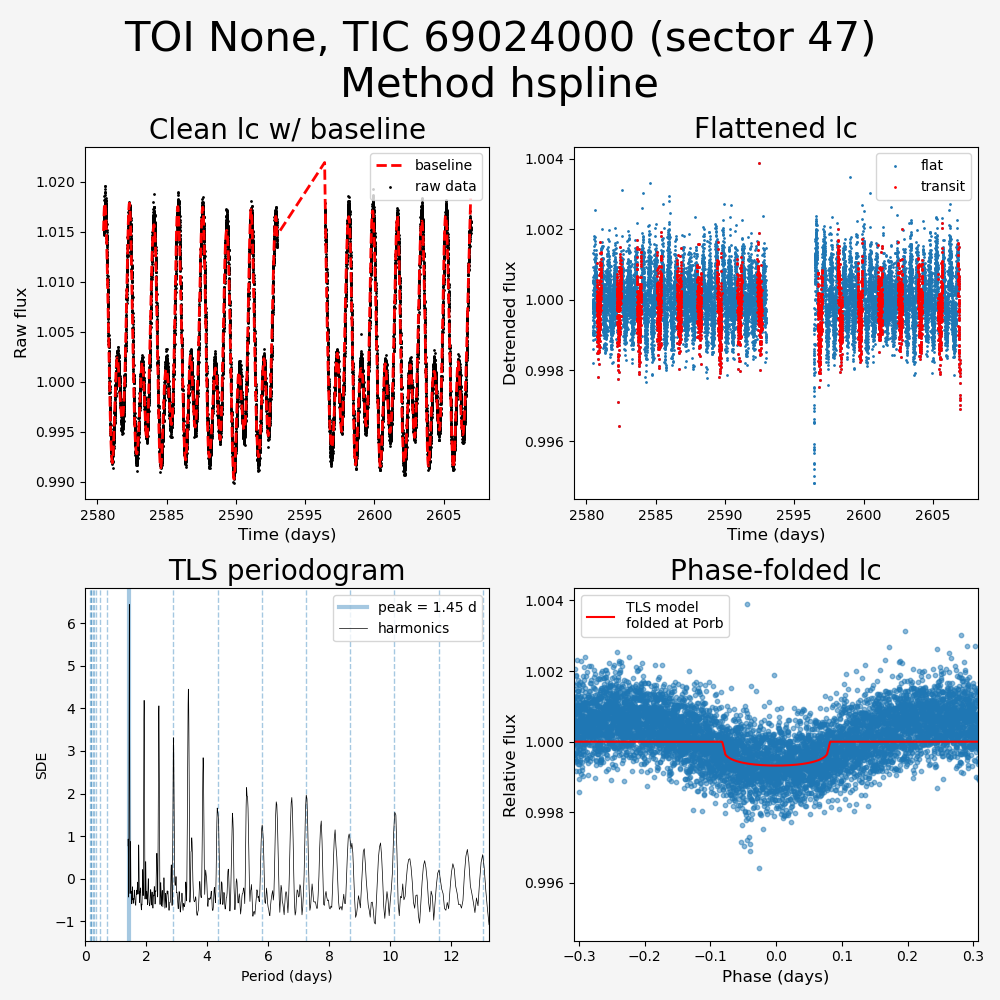 TOI None, TIC 69024000 (sector 47)
Method hspline
Clean lc w/ baseline
Raw flux
1.020
1.015
1.010
1.005
1.000
0.995
0.990
baseline
raw data
2580
2585
2590
2595
2600
2605
Time (days)
Flattened lc
Detrended flux
1.004
1.002
1.000
0.998
0.996
flat
transit
2580
2585
2590
2595
2600
2605
Time (days)
TLS periodogram
SDE
6
5
4
3
2
1
0
−1
peak = 1.45 d
harmonics
0
2
4
6
8
10
12
Period (days)
Phase-folded lc
Relative flux
1.004
1.002
1.000
0.998
0.996
TLS model
folded at Porb
−0.3
−0.2
−0.1
0.0
0.1
0.2
0.3
Phase (days)